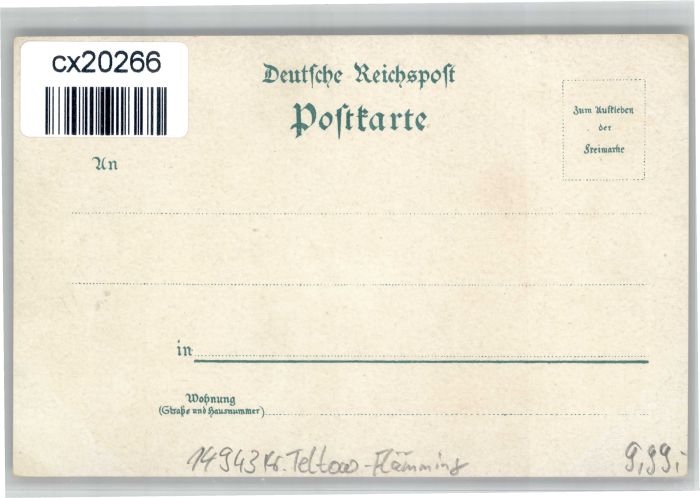 cx20266
Deutsche Reichspost
Postkarte
Zum Aufkleben
der
Freimarke
An
in
Wohnung
(Straße und Hausnummer)
14943 Kr. Teltow-Flämming
9,99,-